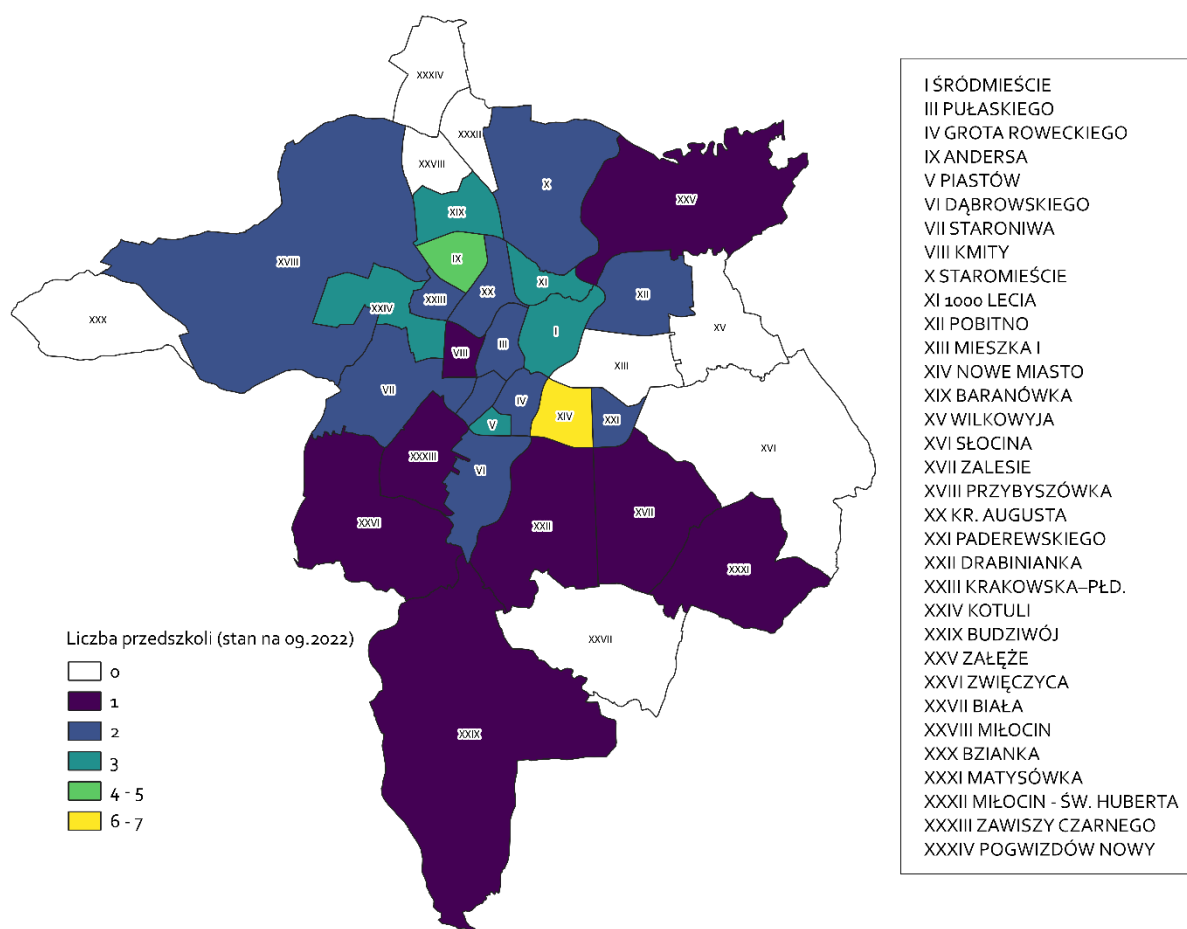 XXXIV
XXXII
XXVIII
X
XXV
XIX
XVIII
IX
XX
XI
XII
XXIII
XXIV
XXX
XV
I
III
VIII
XIII
VII
IV
XIV
XXI
V
XVI
XXXIII
VI
XXVI
XXII
XVII
XXXI
XXVII
XXIX
Liczba przedszkoli (stan na 09.2022)
0
1
2
3
4 - 5
6 - 7
I ŚRÓDMIEŚCIE
III PUŁASKIEGO
IV GROTA ROWECKIEGO
IX ANDERSA
V PIASTÓW
VI DĄBROWSKIEGO
VII STARONIWA
VIII KMITY
X STAROMIEŚCIE
XI 1000 LECIA
XII POBITNO
XIII MIESZKA I
XIV NOWE MIASTO
XIX BARANÓWKA
XV WILKOWYJA
XVI SŁOCINA
XVII ZALESIE
XVIII PRZYBYSZÓWKA
XX KR. AUGUSTA
XXI PADEREWSKIEGO
XXII DRABINIANKA
XXIII KRAKOWSKA–PŁD.
XXIV KOTULI
XXIX BUDZIWÓJ
XXV ZAŁĘŻE
XXVI ZWIĘCZYCA
XXVII BIAŁA
XXVIII MIŁOCIN
XXX BZIANKA
XXXI MATYSÓWKA
XXXII MIŁOCIN - ŚW. HUBERTA
XXXIII ZAWISZY CZARNEGO
XXXIV POGWIZDÓW NOWY